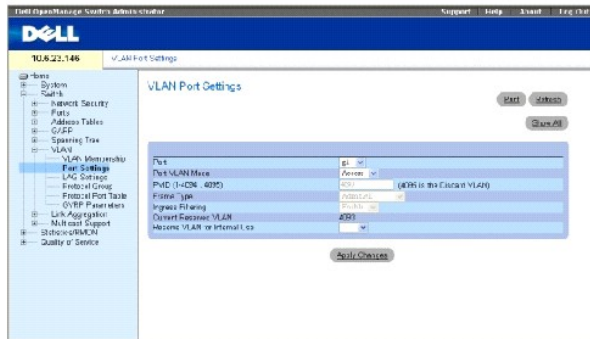 Dell OpenManage Switch Administrator
Support Help About Log Out
DELL
10.6.23.146
VLAN Port Settings
Home
System
Switch
Network Security
Ports
Address Tables
GARP
Spanning Tree
VLAN
VLAN Membership
Port Settings
LAG Settings
Protocol Group
Protocol Port Table
GVRP Parameters
Link Aggregation
Multicast Support
Statistics/RMON
Quality of Service
VLAN Port Settings
Print Refresh
Show All
Port g1
Port VLAN Mode Access
PVID (1-4094 , 4095) (4095 is the Discard VLAN)
Frame Type Admit All
Ingress Filtering Enable
Current Reserved VLAN
Reserve VLAN for Internal Use
Apply Changes